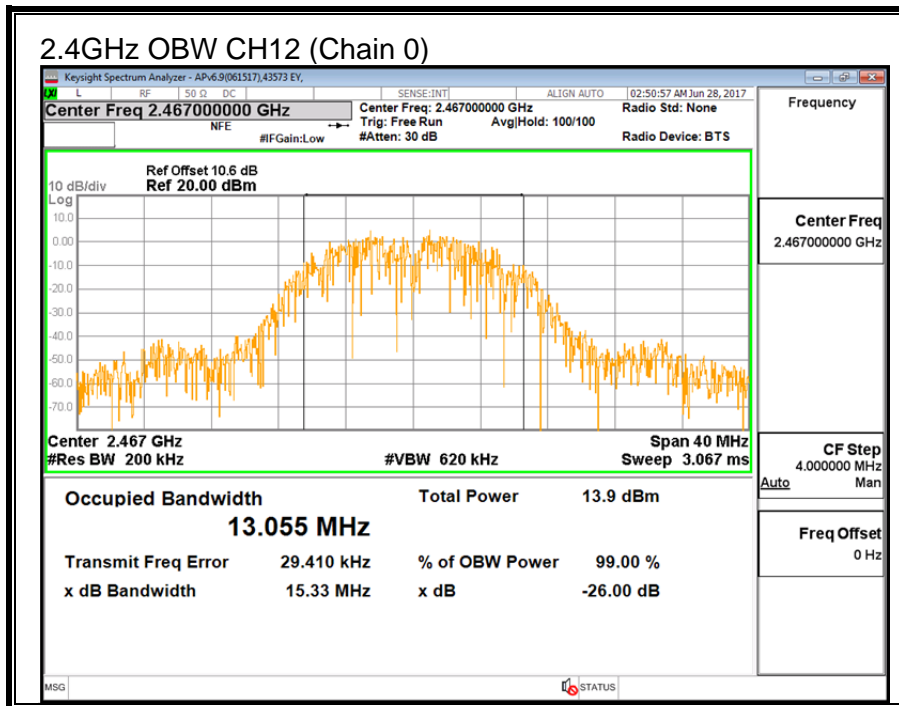 2.4GHz OBW CH12 (Chain 0)
Keysight Spectrum Analyzer - APv6.9(061517),43573 EY,
LXI L RF 50 Ω DC SENSE:INT ALIGN AUTO 02:50:57 AM Jun 28, 2017
Center Freq 2.467000000 GHz
NFE
#IFGain:Low
Center Freq: 2.467000000 GHz
Trig: Free Run Avg|Hold: 100/100
#Atten: 30 dB
Radio Std: None
Radio Device: BTS
Ref Offset 10.6 dB
10 dB/div Ref 20.00 dBm
Log
10.0
0.00
-10.0
-20.0
-30.0
-40.0
-50.0
-60.0
-70.0
Center 2.467 GHz Span 40 MHz
#Res BW 200 kHz #VBW 620 kHz Sweep 3.067 ms
Occupied Bandwidth Total Power 13.9 dBm
13.055 MHz
Transmit Freq Error 29.410 kHz % of OBW Power 99.00 %
x dB Bandwidth 15.33 MHz x dB -26.00 dB
Frequency
Center Freq
2.467000000 GHz
CF Step
4.000000 MHz
Auto Man
Freq Offset
0 Hz
MSG STATUS